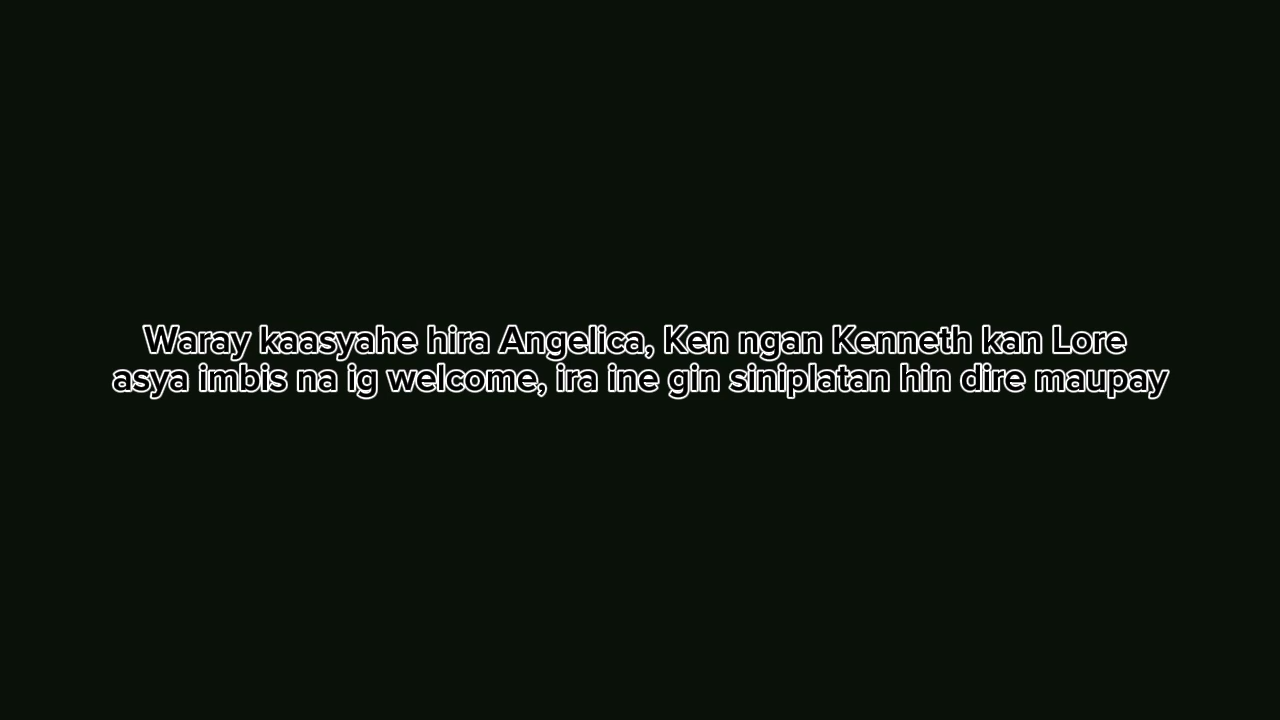 Waray kaasyahe hira Angelica, Ken ngan Kenneth kan Lore
asya imbis na ig welcome, ira ine gin siniplatan hin dire maupay